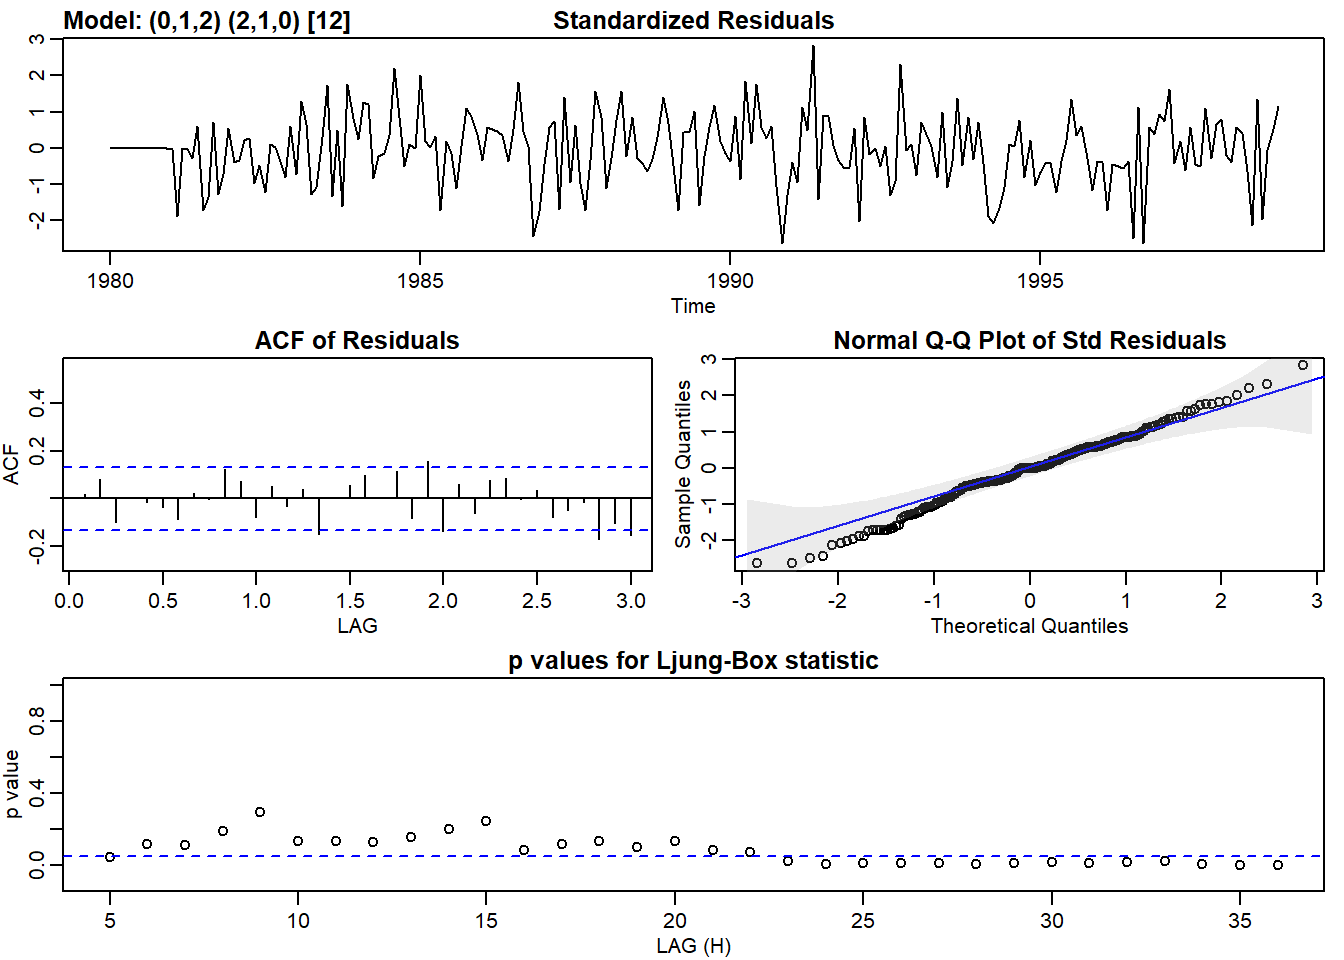 Model: (0,1,2) (2,1,0) [12] Standardized Residuals
3
2
1
0
-1
-2
1980 1985 1990 1995
Time
ACF of Residuals
ACF
0.4
0.2
-0.2
0.0 0.5 1.0 1.5 2.0 2.5 3.0
LAG
Normal Q-Q Plot of Std Residuals
Sample Quantiles
3
2
1
0
-1
-2
-3 -2 -1 0 1 2 3
Theoretical Quantiles
p values for Ljung-Box statistic
p value
0.8
0.4
0.0
5 10 15 20 25 30 35
LAG (H)